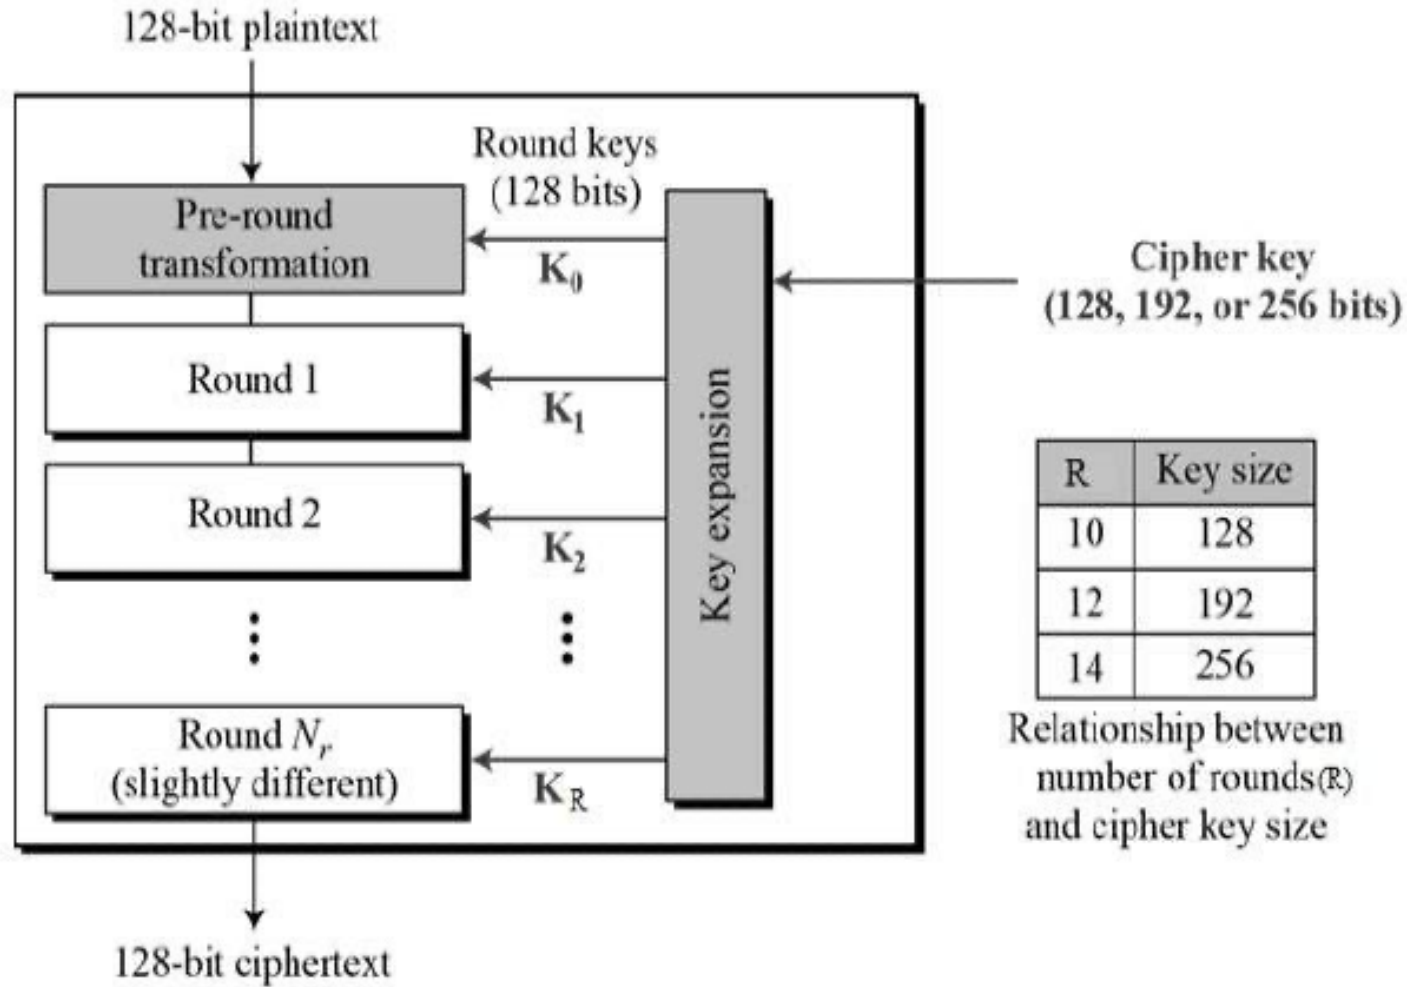 128-bit plaintext
Round keys
(128 bits)
Pre-round
transformation
K₀
Cipher key
(128, 192, or 256 bits)
Round 1
K₁
Round 2
K₂
Key expansion
Round Nᵣ
(slightly different)
K_R
128-bit ciphertext
R Key size
10 128
12 192
14 256
Relationship between
number of rounds(R)
and cipher key size